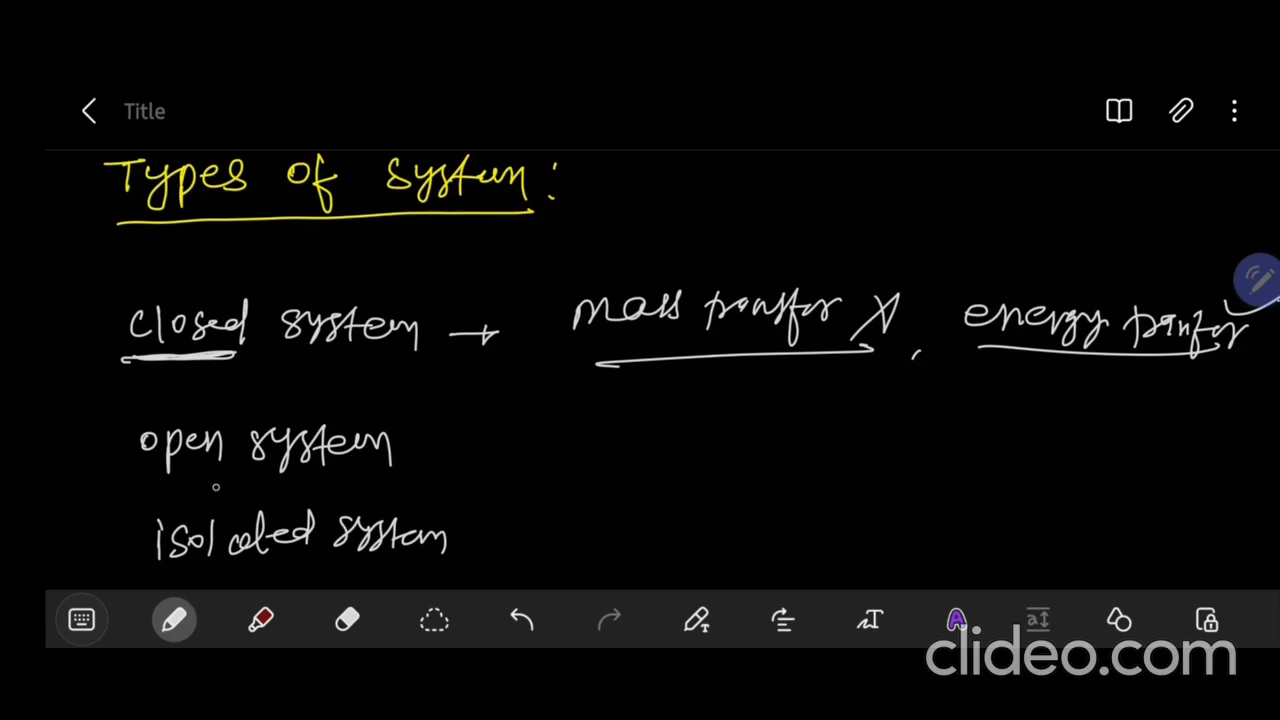 Title
Types of system:
closed system → mass transfer X, energy transfer ✓
open system
isolated system
clideo.com